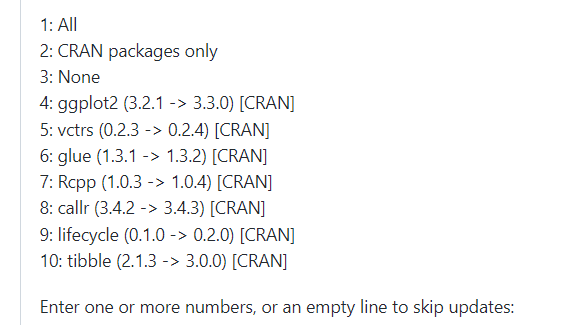 1: All
2: CRAN packages only
3: None
4: ggplot2 (3.2.1 -> 3.3.0) [CRAN]
5: vctrs (0.2.3 -> 0.2.4) [CRAN]
6: glue (1.3.1 -> 1.3.2) [CRAN]
7: Rcpp (1.0.3 -> 1.0.4) [CRAN]
8: callr (3.4.2 -> 3.4.3) [CRAN]
9: lifecycle (0.1.0 -> 0.2.0) [CRAN]
10: tibble (2.1.3 -> 3.0.0) [CRAN]
Enter one or more numbers, or an empty line to skip updates: